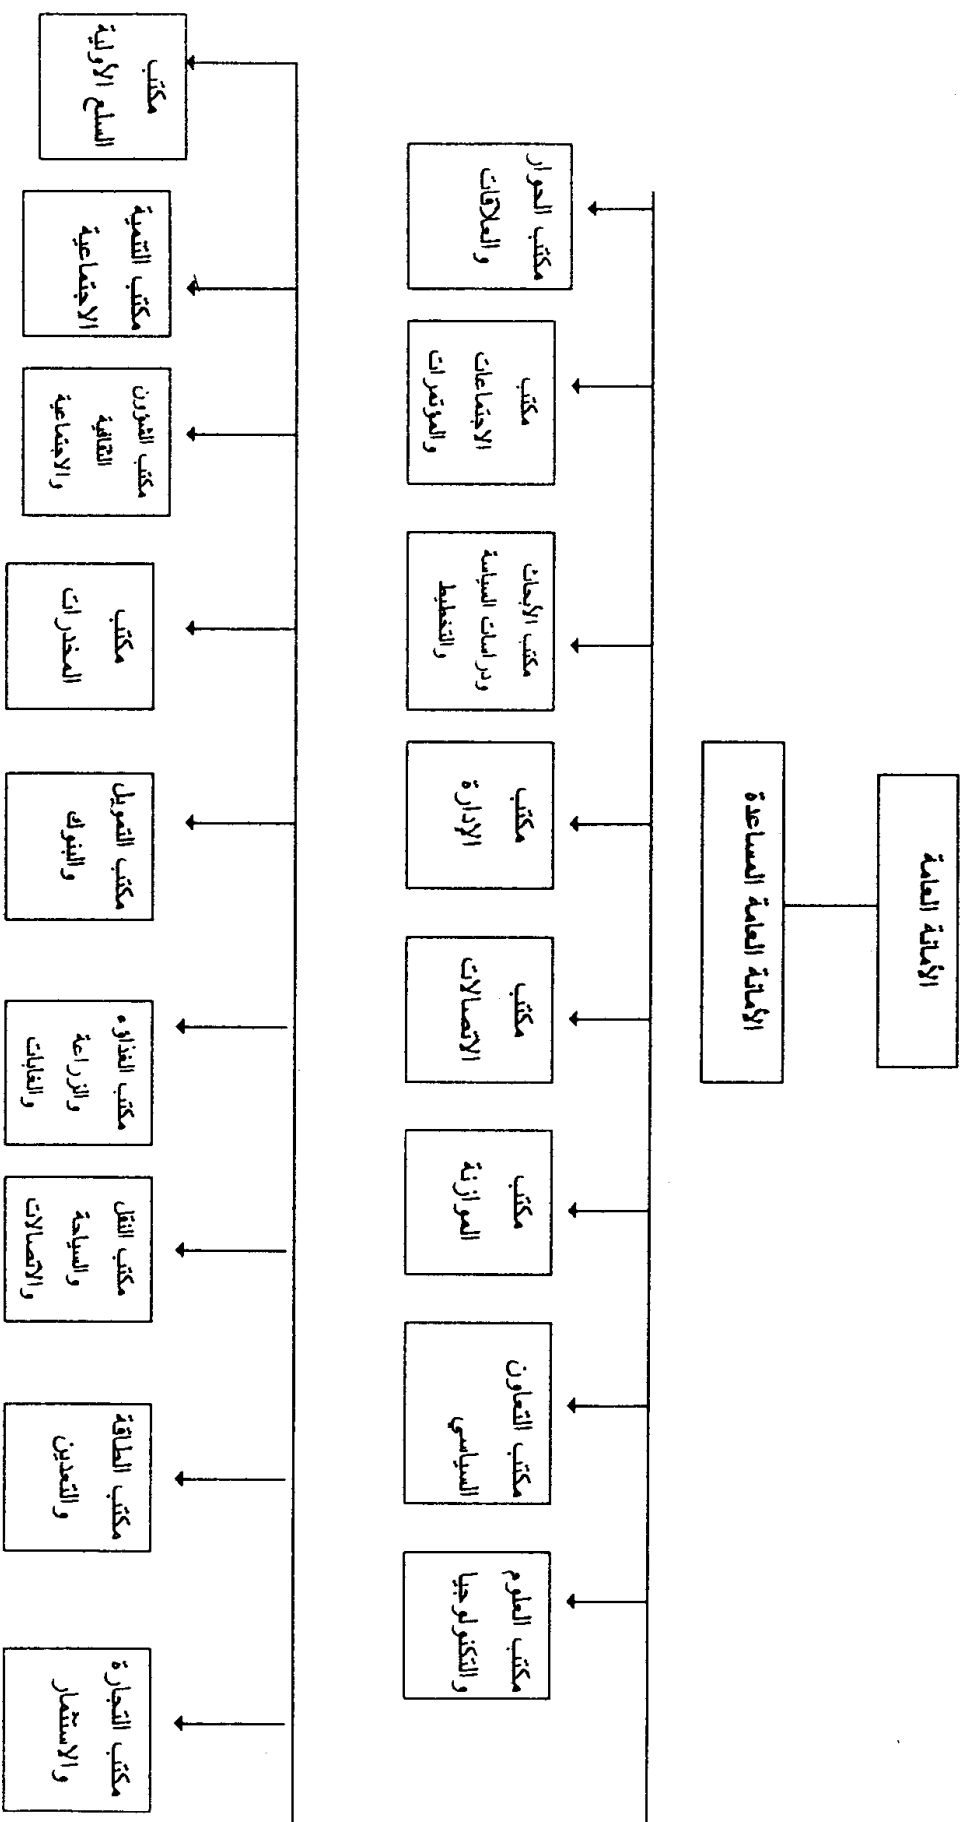 الأمانة العامة
الأمانة العامة المساعدة
مكتب العلوم
والتكنولوجيا
مكتب التعاون
السياسي
مكتب
الموازنة
مكتب
الاتصالات
مكتب
الإدارة
مكتب الأبحاث
ودراسات السياسة
والتخطيط
مكتب
الاجتماعات
والموتمرات
مكتب الحوار
والعلاقات
مكتب التجارة
والاستثمار
مكتب الطاقة
والتعدين
مكتب النقل
والسياحة
والاتصالات
مكتب الغذاوء
والزراعة
والغابات
مكتب التمويل
والبنوك
مكتب
المخدرات
مكتب الشؤون
الثقافية
والاجتماعية
مكتب التنمية
الاجتماعية
مكتب
السلع الأولية